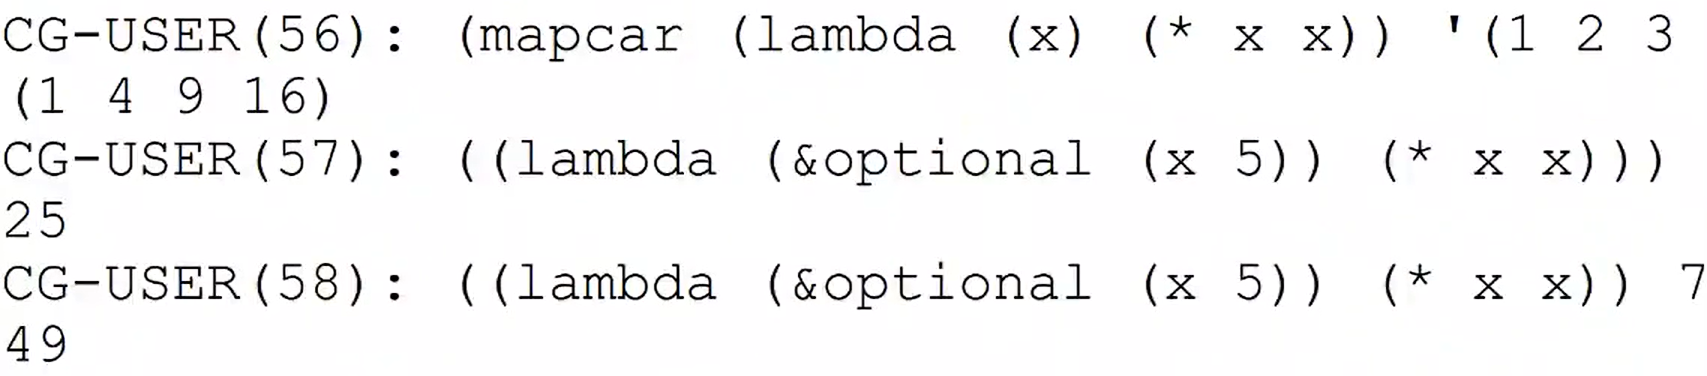 CG-USER(56): (mapcar (lambda (x) (* x x)) '(1 2 3
(1 4 9 16)
CG-USER(57): ((lambda (&optional (x 5)) (* x x)))
25
CG-USER(58): ((lambda (&optional (x 5)) (* x x)) 7
49